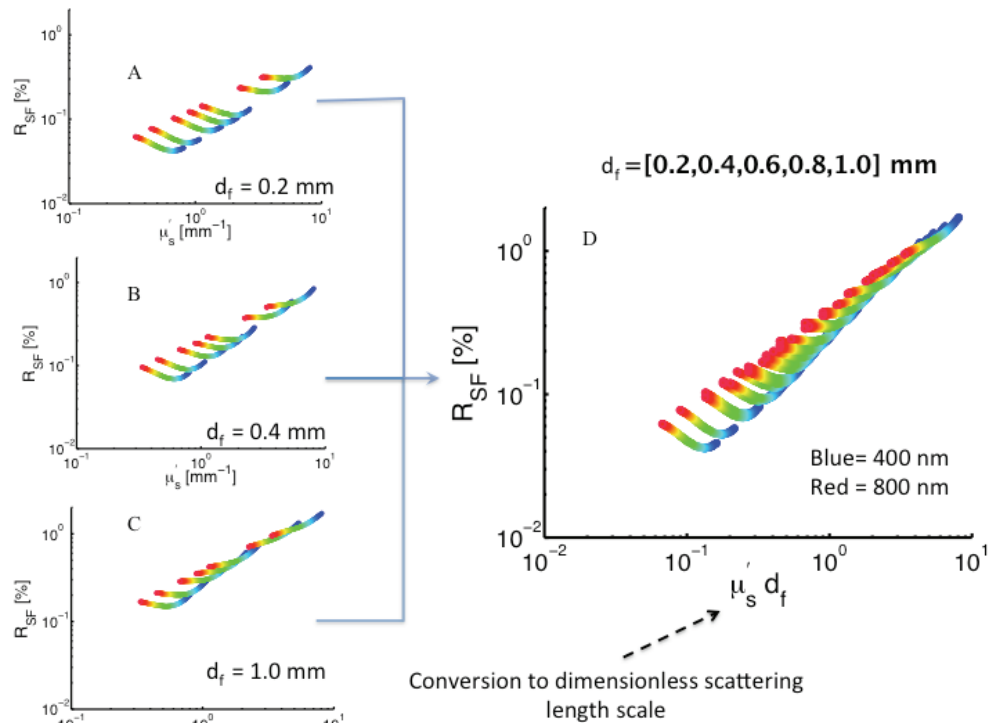 A
R_SF [%]
10^0
10^-1
10^-2
10^-1
10^0
10^1
μ_s' [mm^-1]
d_f = 0.2 mm
B
R_SF [%]
10^0
10^-1
10^-2
10^-1
10^0
10^1
μ_s' [mm^-1]
d_f = 0.4 mm
C
R_SF [%]
10^0
10^-1
10^-2
d_f = 1.0 mm
d_f =[0.2,0.4,0.6,0.8,1.0] mm
D
R_SF [%]
10^0
10^-1
10^-2
10^-2
10^-1
10^0
10^1
μ_s' d_f
Blue= 400 nm
Red = 800 nm
Conversion to dimensionless scattering
length scale